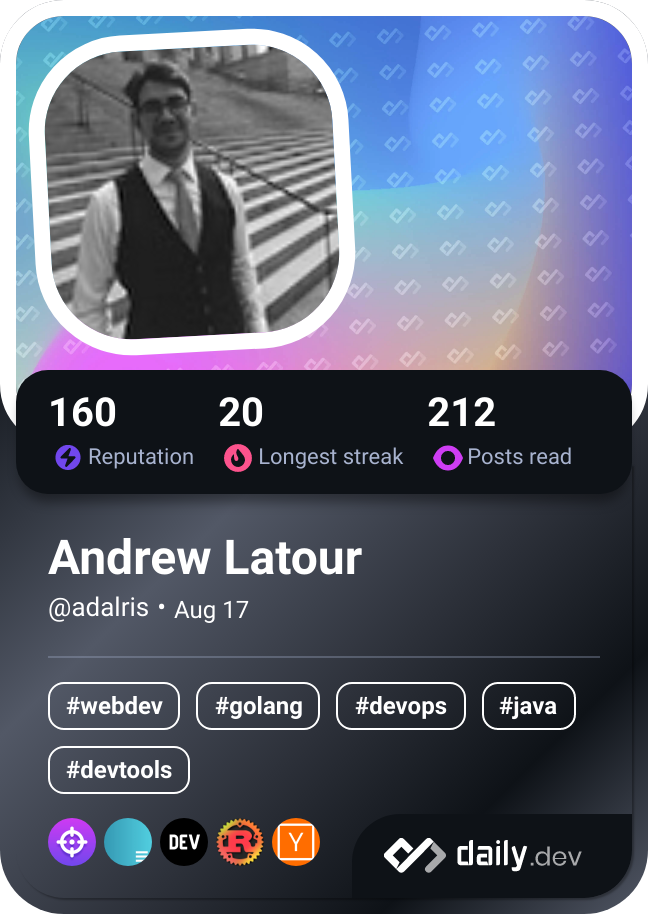 160 20 212
Reputation Longest streak Posts read
Andrew Latour
@adalris • Aug 17
#webdev #golang #devops #java
#devtools
DEV R Y
daily.dev